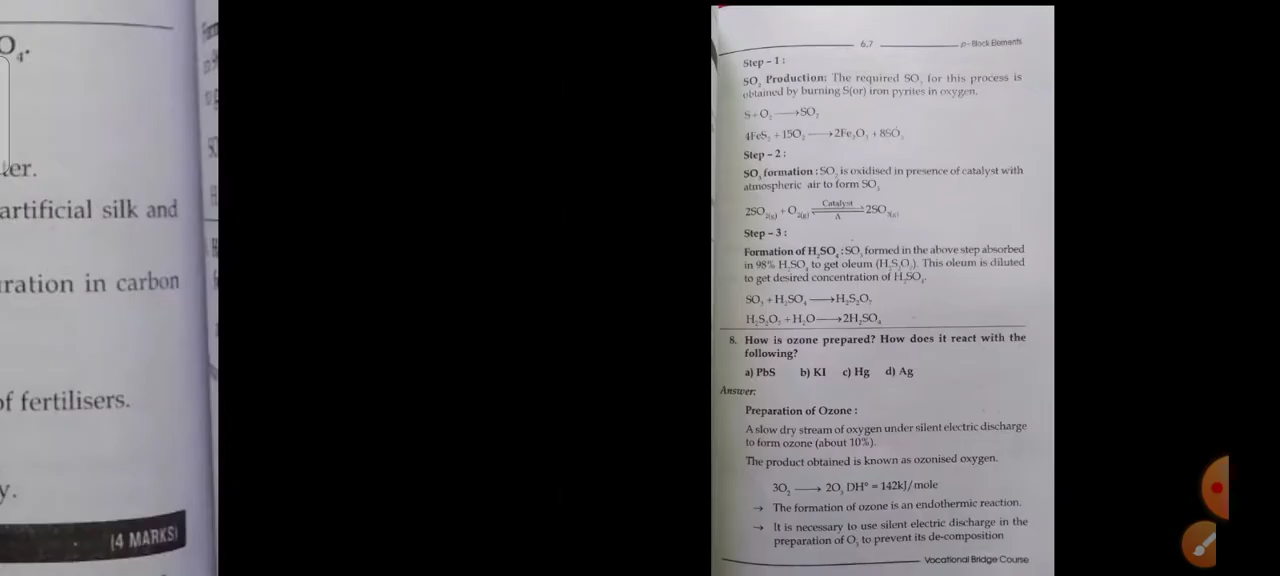 O₄.
ter.
artificial silk and
ration in carbon
of fertilisers.
y.
(4 MARKS)
6.7
p-Block Elements
Step - 1 :
SO₂ Production: The required SO₂ for this process is
obtained by burning S(or) iron pyrites in oxygen.
S + O₂ ⟶ SO₂
4FeS₂ + 15O₂ ⟶ 2Fe₂O₃ + 8SO₂
Step - 2 :
SO₃ formation : SO₂ is oxidised in presence of catalyst with
atmospheric air to form SO₃
2SO₂(g) + O₂(g) ⇌ 2SO₃(g) Catalyst Δ
Step - 3 :
Formation of H₂SO₄ : SO₃ formed in the above step absorbed
in 98% H₂SO₄ to get oleum (H₂S₂O₇). This oleum is diluted
to get desired concentration of H₂SO₄.
SO₃ + H₂SO₄ ⟶ H₂S₂O₇
H₂S₂O₇ + H₂O ⟶ 2H₂SO₄
8. How is ozone prepared? How does it react with the
following?
a) PbS b) KI c) Hg d) Ag
Answer:
Preparation of Ozone :
A slow dry stream of oxygen under silent electric discharge
to form ozone (about 10%).
The product obtained is known as ozonised oxygen.
3O₂ ⟶ 2O₃ DH° = 142kJ/mole
→ The formation of ozone is an endothermic reaction.
→ It is necessary to use silent electric discharge in the
preparation of O₃ to prevent its de-composition
Vocational Bridge Course